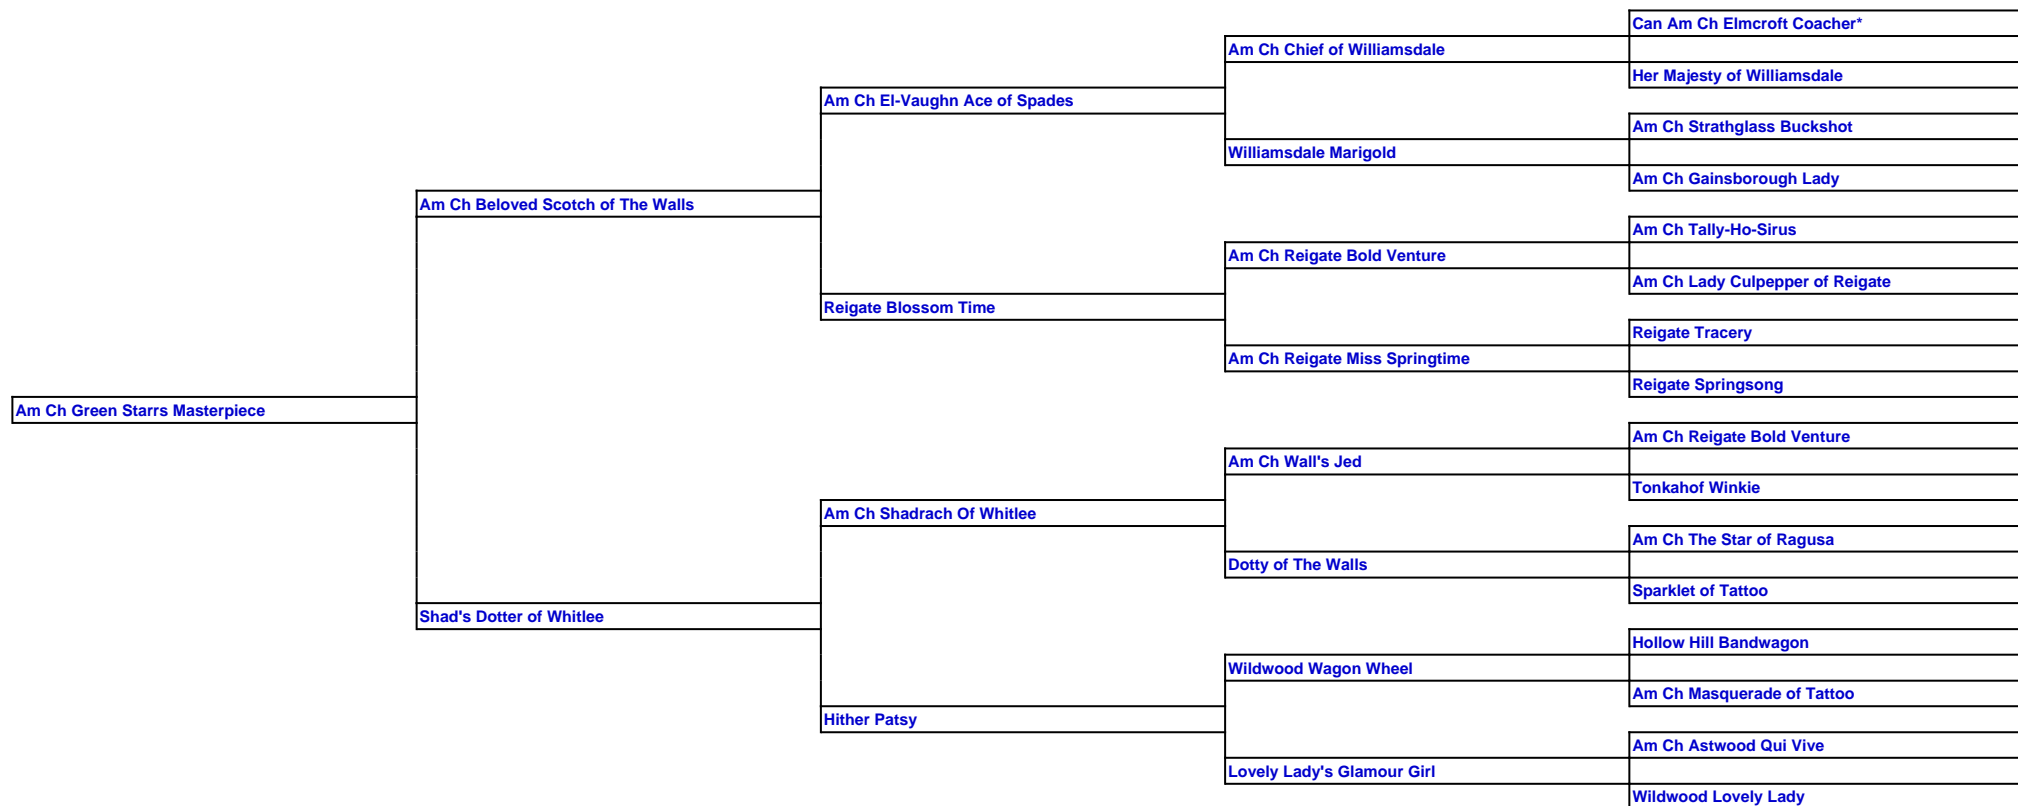 Can Am Ch Elmcroft Coacher*
Am Ch Chief of Williamsdale
Her Majesty of Williamsdale
Am Ch El-Vaughn Ace of Spades
Am Ch Strathglass Buckshot
Williamsdale Marigold
Am Ch Gainsborough Lady
Am Ch Beloved Scotch of The Walls
Am Ch Tally-Ho-Sirus
Am Ch Reigate Bold Venture
Am Ch Lady Culpepper of Reigate
Reigate Blossom Time
Reigate Tracery
Am Ch Reigate Miss Springtime
Reigate Springsong
Am Ch Green Starrs Masterpiece
Am Ch Reigate Bold Venture
Am Ch Wall's Jed
Tonkahof Winkie
Am Ch Shadrach Of Whitlee
Am Ch The Star of Ragusa
Dotty of The Walls
Sparklet of Tattoo
Shad's Dotter of Whitlee
Hollow Hill Bandwagon
Wildwood Wagon Wheel
Am Ch Masquerade of Tattoo
Hither Patsy
Am Ch Astwood Qui Vive
Lovely Lady's Glamour Girl
Wildwood Lovely Lady